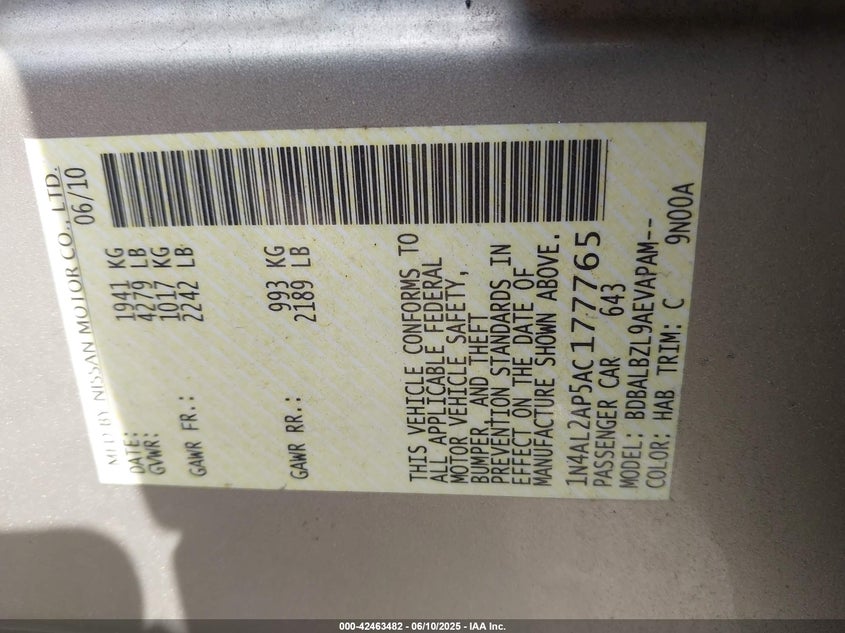 MFD BY NISSAN MOTOR CO., LTD.
DATE: 06/10
GVWR: 1941 KG
4279 LB
GAWR FR.: 1017 KG
2242 LB
GAWR RR.: 993 KG
2189 LB
THIS VEHICLE CONFORMS TO
ALL APPLICABLE FEDERAL
MOTOR VEHICLE SAFETY,
BUMPER, AND THEFT
PREVENTION STANDARDS IN
EFFECT ON THE DATE OF
MANUFACTURE SHOWN ABOVE.
1N4AL2AP5AC177765
PASSENGER CAR 643
MODEL: BDBALBZL9AEVAPAM--
COLOR: HAB TRIM: C 9N00A
000-42463482 - 06/10/2025 - IAA Inc.